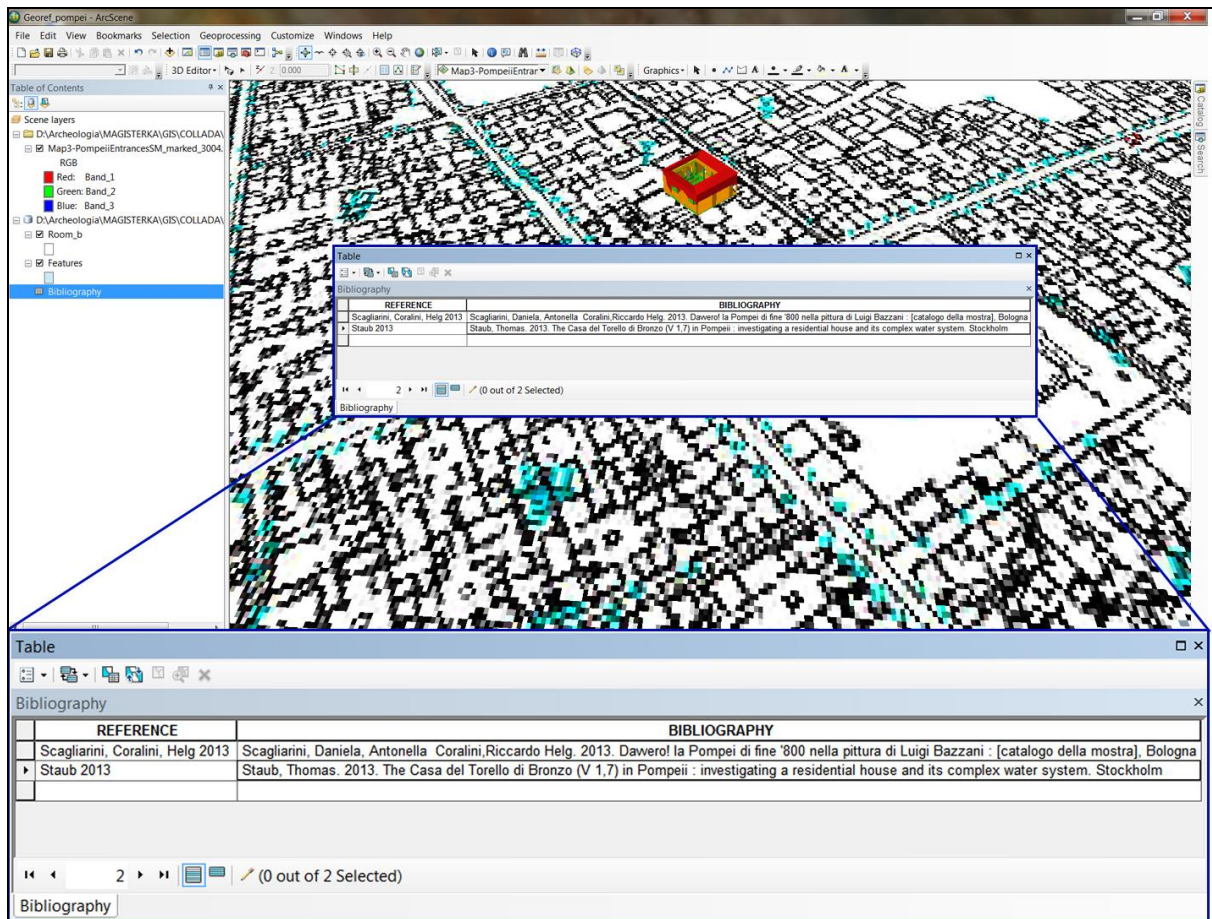 Georef_pompei - ArcScene
File Edit View Bookmarks Selection Geoprocessing Customize Windows Help
3D Editor 0.000 Map3-PompeiiEntrar Graphics
Table of Contents
Scene layers
D:\Archeologia\MAGISTERKA\GIS\COLLADA\
Map3-PompeiiEntrancesSM_marked_3004.
RGB
Red: Band_1
Green: Band_2
Blue: Band_3
D:\Archeologia\MAGISTERKA\GIS\COLLADA\
Room_b
Features
Bibliography
Catalog
Search
Table
Bibliography
REFERENCE BIBLIOGRAPHY
Scagliarini, Coralini, Helg 2013 Scagliarini, Daniela, Antonella Coralini,Riccardo Helg. 2013. Dawero! la Pompei di fine '800 nella pittura di Luigi Bazzani : [catalogo della mostra], Bologna
Staub 2013 Staub, Thomas. 2013. The Casa del Torello di Bronzo (V 1,7) in Pompeii : investigating a residential house and its complex water system. Stockholm
2 (0 out of 2 Selected)
Bibliography
Table
Bibliography
REFERENCE BIBLIOGRAPHY
Scagliarini, Coralini, Helg 2013 Scagliarini, Daniela, Antonella Coralini,Riccardo Helg. 2013. Dawero! la Pompei di fine '800 nella pittura di Luigi Bazzani : [catalogo della mostra], Bologna
Staub 2013 Staub, Thomas. 2013. The Casa del Torello di Bronzo (V 1,7) in Pompeii : investigating a residential house and its complex water system. Stockholm
2 (0 out of 2 Selected)
Bibliography